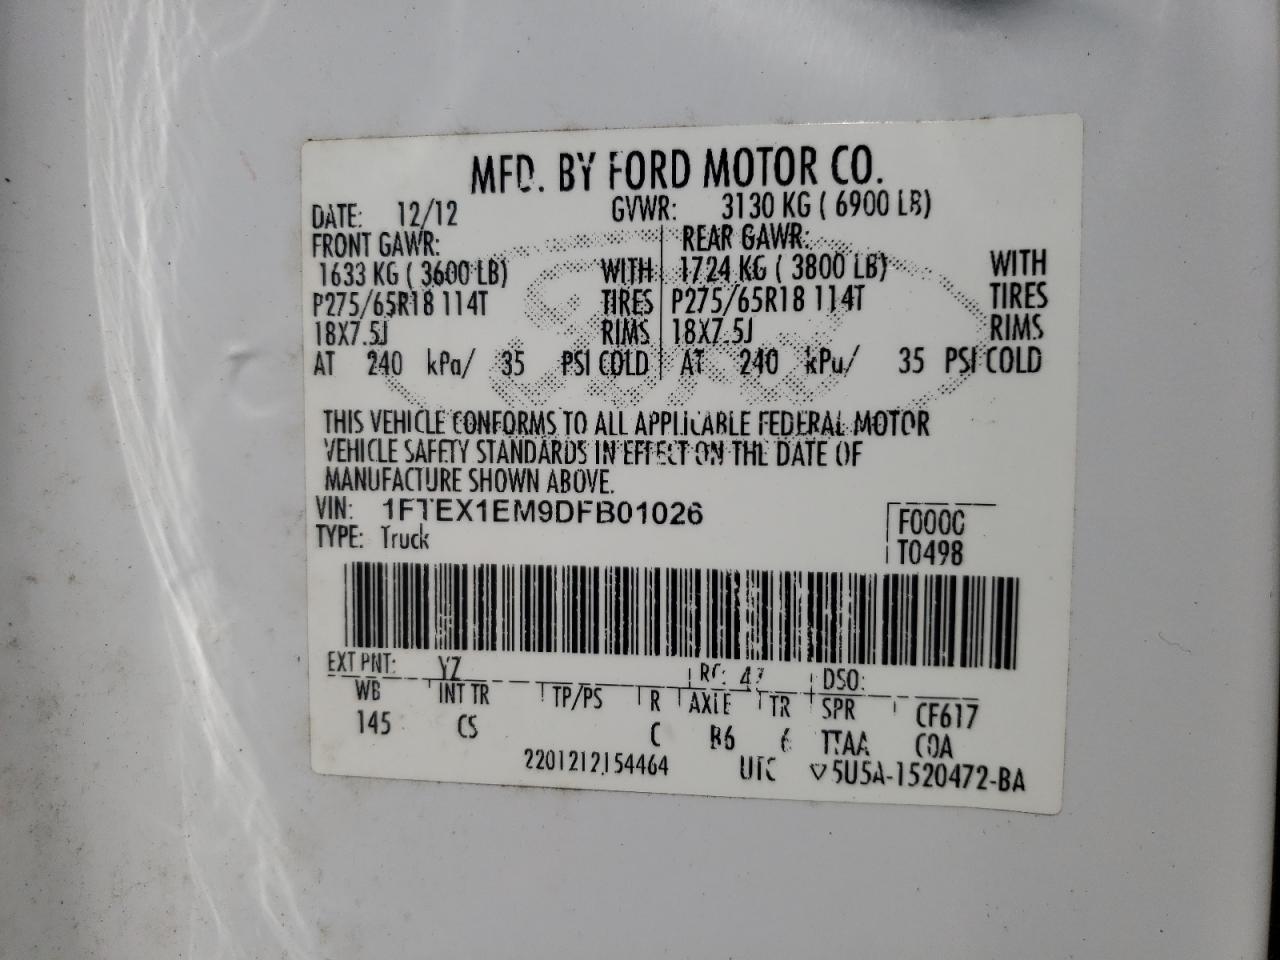 MFD. BY FORD MOTOR CO.
DATE: 12/12 GVWR: 3130 KG ( 6900 LB)
FRONT GAWR: REAR GAWR:
1633 KG ( 3600 LB) WITH 1724 KG ( 3800 LB) WITH
P275/65R18 114T TIRES P275/65R18 114T TIRES
18X7.5J RIMS 18X7.5J RIMS
AT 240 kPa/ 35 PSI COLD AT 240 kPa/ 35 PSI COLD
THIS VEHICLE CONFORMS TO ALL APPLICABLE FEDERAL MOTOR
VEHICLE SAFETY STANDARDS IN EFFECT ON THE DATE OF
MANUFACTURE SHOWN ABOVE.
VIN: 1FTEX1EM9DFB01026
TYPE: Truck
F000C
T0498
EXT PNT: YZ RC: 47 DSO:
WB INT TR TP/PS R AXLE TR SPR CF617
145 CS C B6 6 TTAA COA
2201212154464 UTC ▽5U5A-1520472-BA